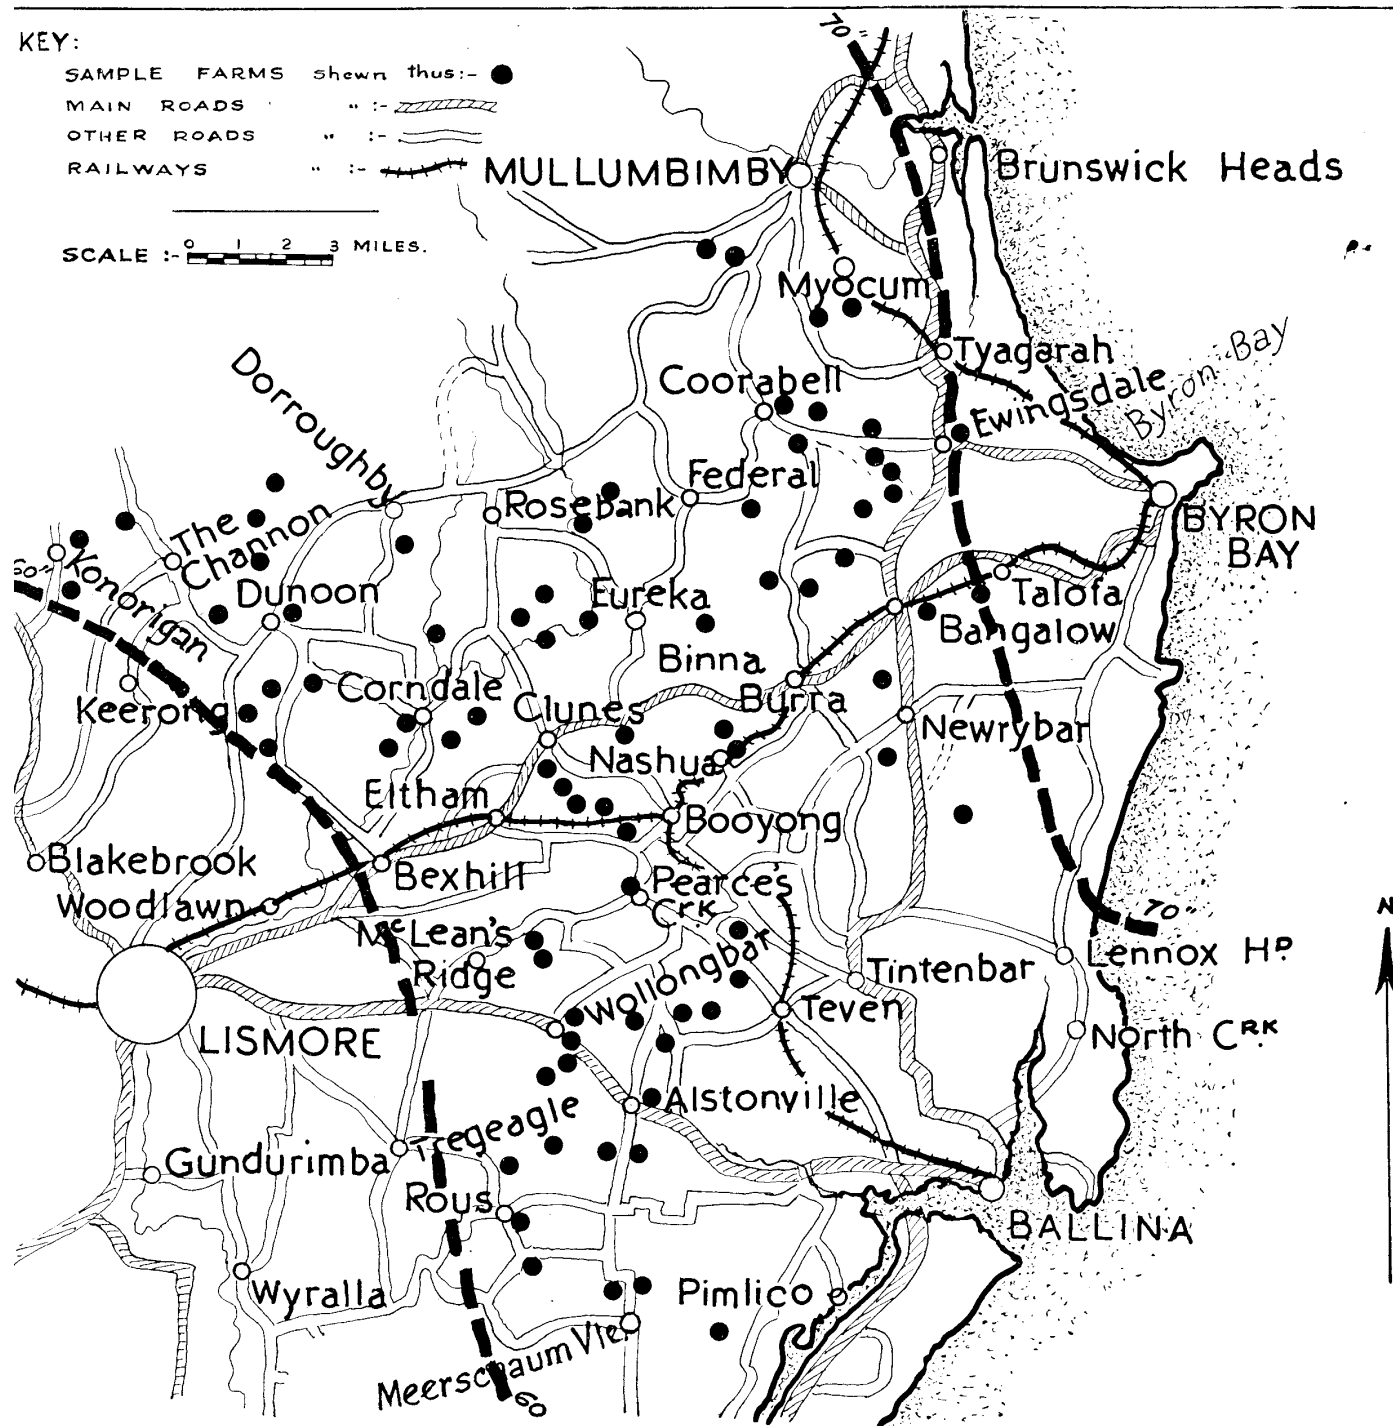 KEY:
SAMPLE FARMS shewn thus:-
MAIN ROADS " :-
OTHER ROADS " :-
RAILWAYS " :-
SCALE :- 0 1 2 3 MILES.
70"
MULLUMBIMBY
Brunswick Heads
Myocum
Tyagarah
Byron Bay
Coorabell
Ewingsdale
Dorroughby
Federal
Rosebank
BYRON
BAY
The
Channon
60"
Konorigan
Dunoon
Eureka
Talofa
Bangalow
Binna
Burra
Keerong
Corndale
Clunes
Newrybar
Nashua
Eltham
Booyong
Blakebrook
Bexhill
Pearce's
Crk
Woodlawn
70"
McLean's
Ridge
Wollongbar
Tintenbar
Lennox HD
N
Teven
North CRK
LISMORE
Alstonville
Tregeagle
Gundurimba
Rous
BALLINA
Wyralla
Pimlico
Meerschaum Vle.
60